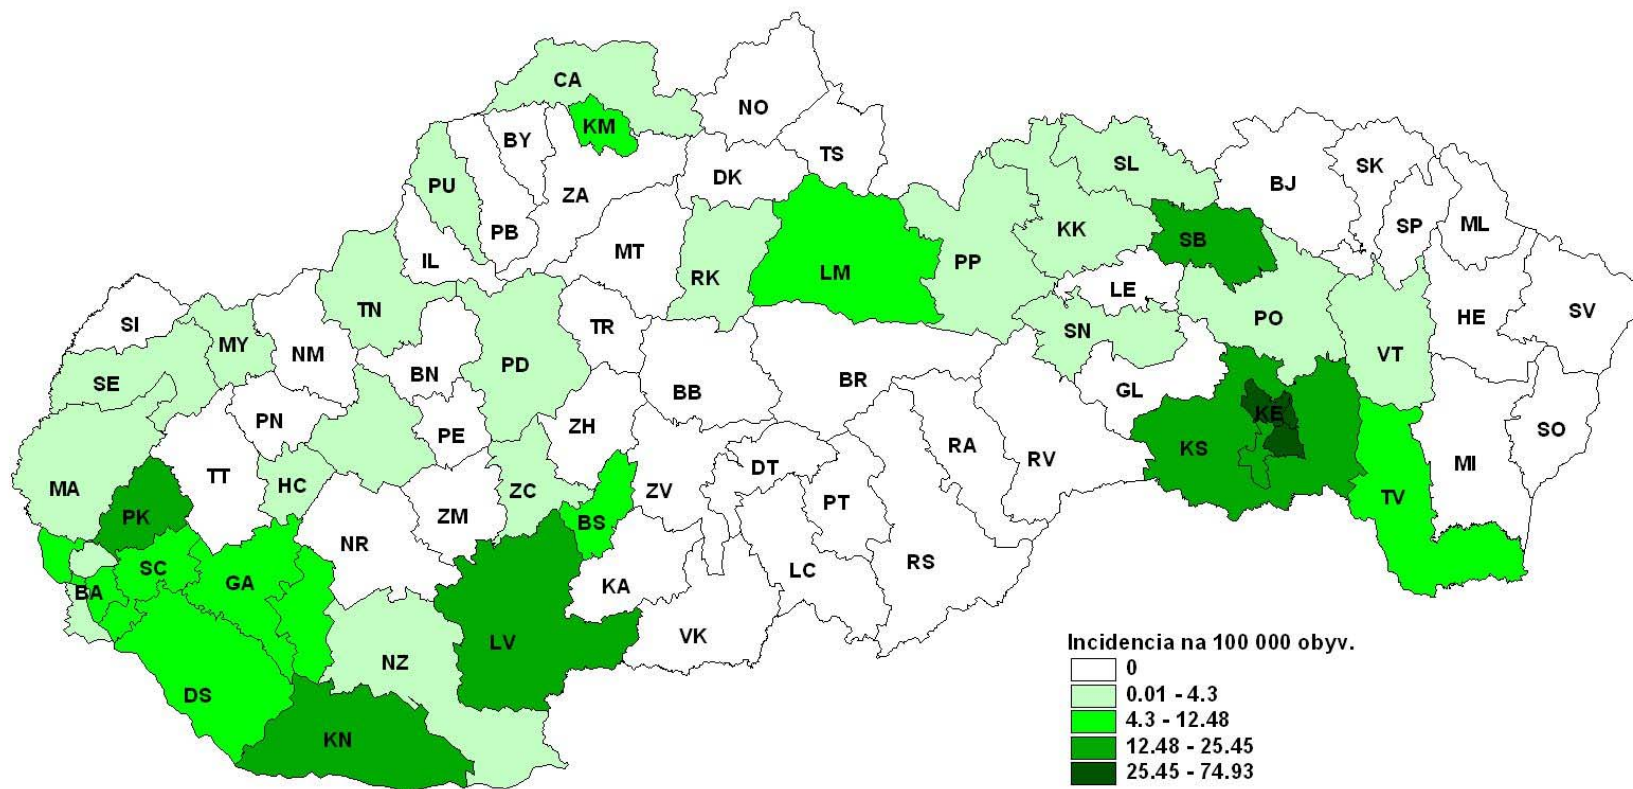 CA
NO
KM
BY
TS
SL
SK
DK
PU
BJ
ZA
SP
ML
PB
KK
SB
MT
IL
PP
RK
LM
LE
SV
TN
PO
HE
SI
TR
SN
MY
NM
VT
PD
BN
SE
BR
BB
GL
KE
PN
ZH
PE
SO
RA
KS
RV
MI
DT
TT
MA
HC
ZC
ZV
TV
PT
PK
ZM
BS
NR
SC
LC
RS
GA
KA
BA
VK
LV
NZ
DS
KN
Incidencia na 100 000 obyv.
0
0.01 - 4.3
4.3 - 12.48
12.48 - 25.45
25.45 - 74.93